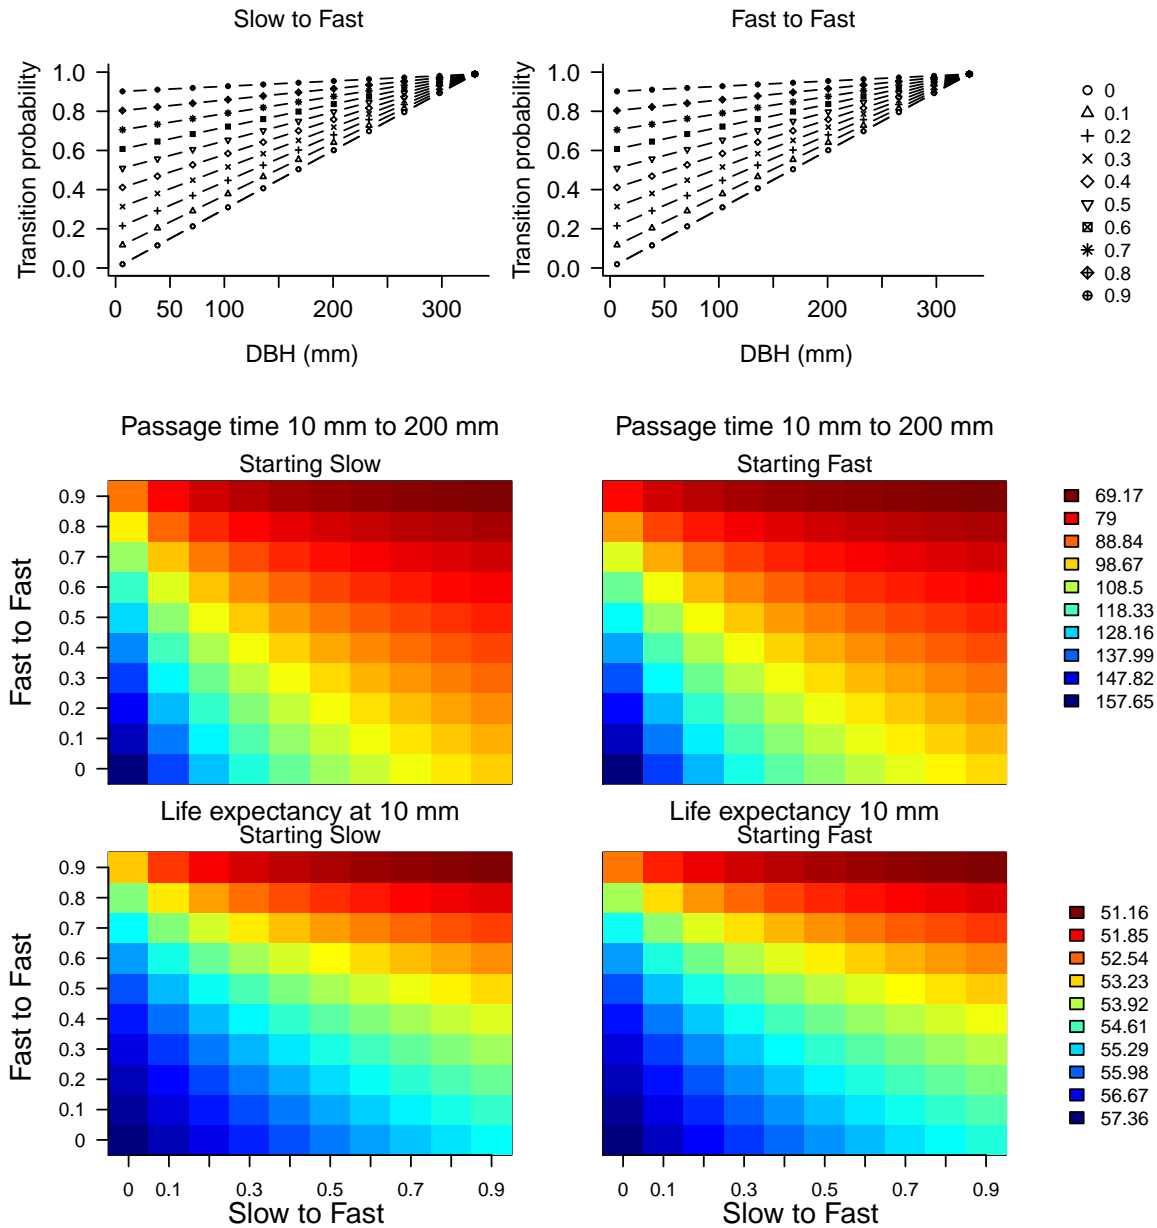 Slow to Fast
Fast to Fast
Transition probability
1.0
0.8
0.6
0.4
0.2
0.0
0 50 100 200 300
DBH (mm)
Transition probability
1.0
0.8
0.6
0.4
0.2
0.0
0 50 100 200 300
DBH (mm)
0
0.1
0.2
0.3
0.4
0.5
0.6
0.7
0.8
0.9
Passage time 10 mm to 200 mm
Starting Slow
Passage time 10 mm to 200 mm
Starting Fast
Fast to Fast
0.9
0.8
0.7
0.6
0.5
0.4
0.3
0.2
0.1
0
69.17
79
88.84
98.67
108.5
118.33
128.16
137.99
147.82
157.65
Life expectancy at 10 mm
Starting Slow
Life expectancy 10 mm
Starting Fast
Fast to Fast
0.9
0.8
0.7
0.6
0.5
0.4
0.3
0.2
0.1
0
0 0.1 0.3 0.5 0.7 0.9
Slow to Fast
0 0.1 0.3 0.5 0.7 0.9
Slow to Fast
51.16
51.85
52.54
53.23
53.92
54.61
55.29
55.98
56.67
57.36